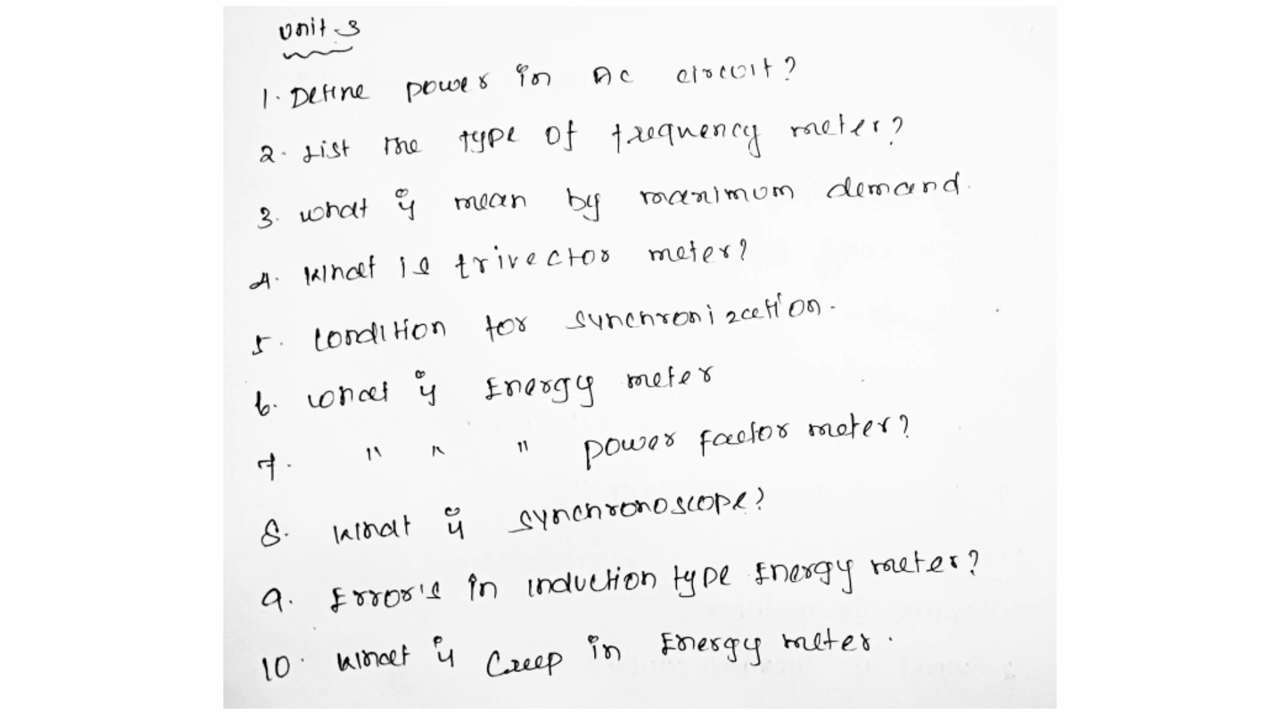 Unit-3
1. Define power in AC circuit?
2. List the type of frequency meter?
3. What is mean by maximum demand.
4. What is trivector meter?
5. Condition for synchronization.
6. What is Energy meter
7. " " " power factor meter?
8. What is synchronoscope?
9. Error's in induction type Energy meter?
10. What is Creep in Energy meter.